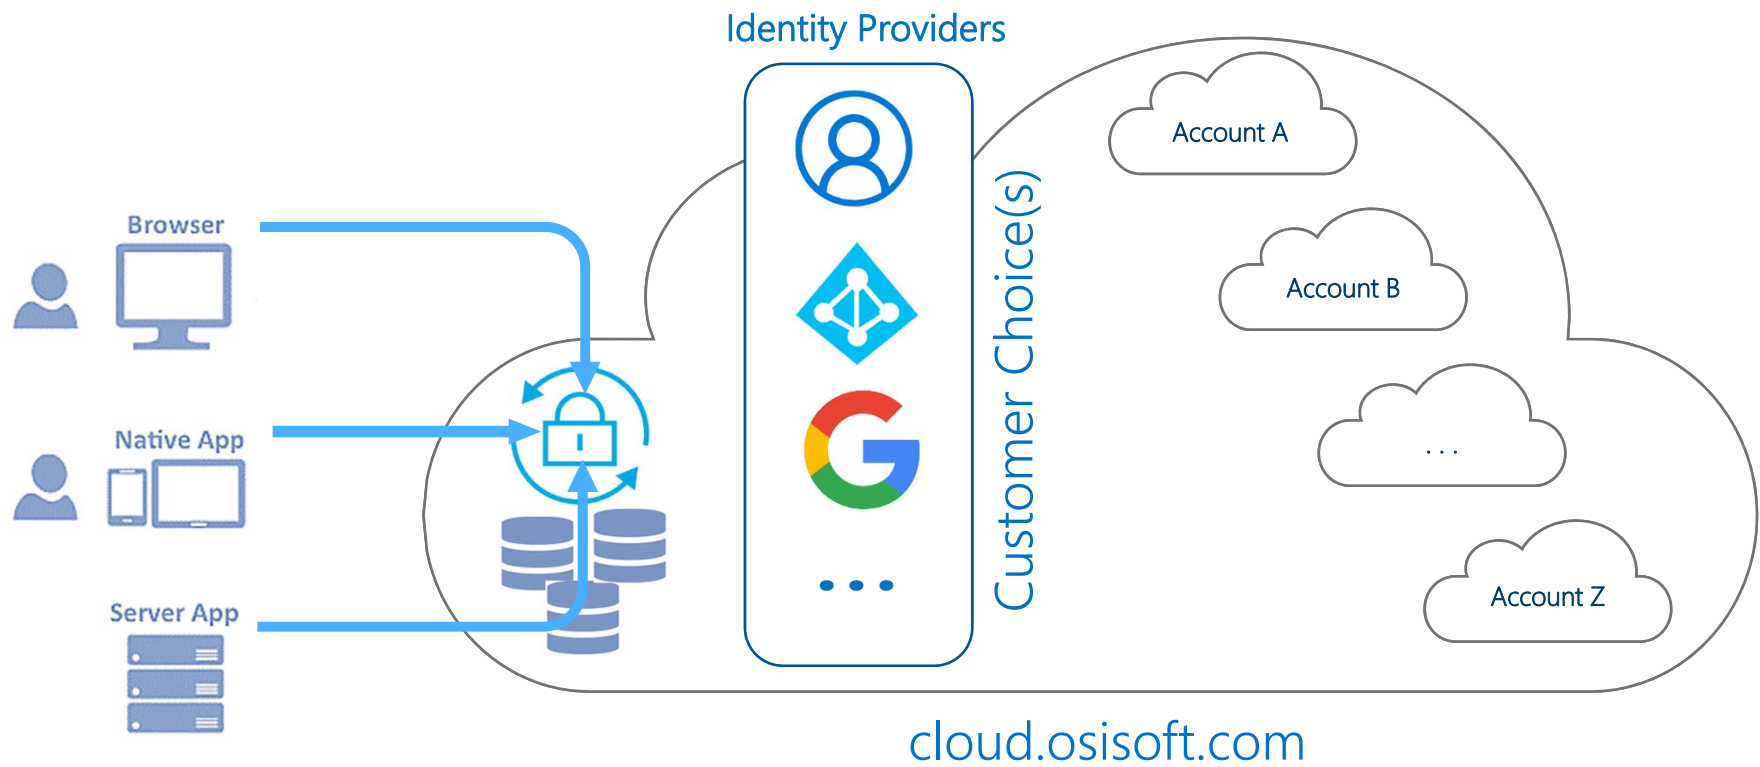 Identity Providers
Browser
Native App
Server App
Customer Choice(s)
Account A
Account B
. . .
Account Z
cloud.osisoft.com